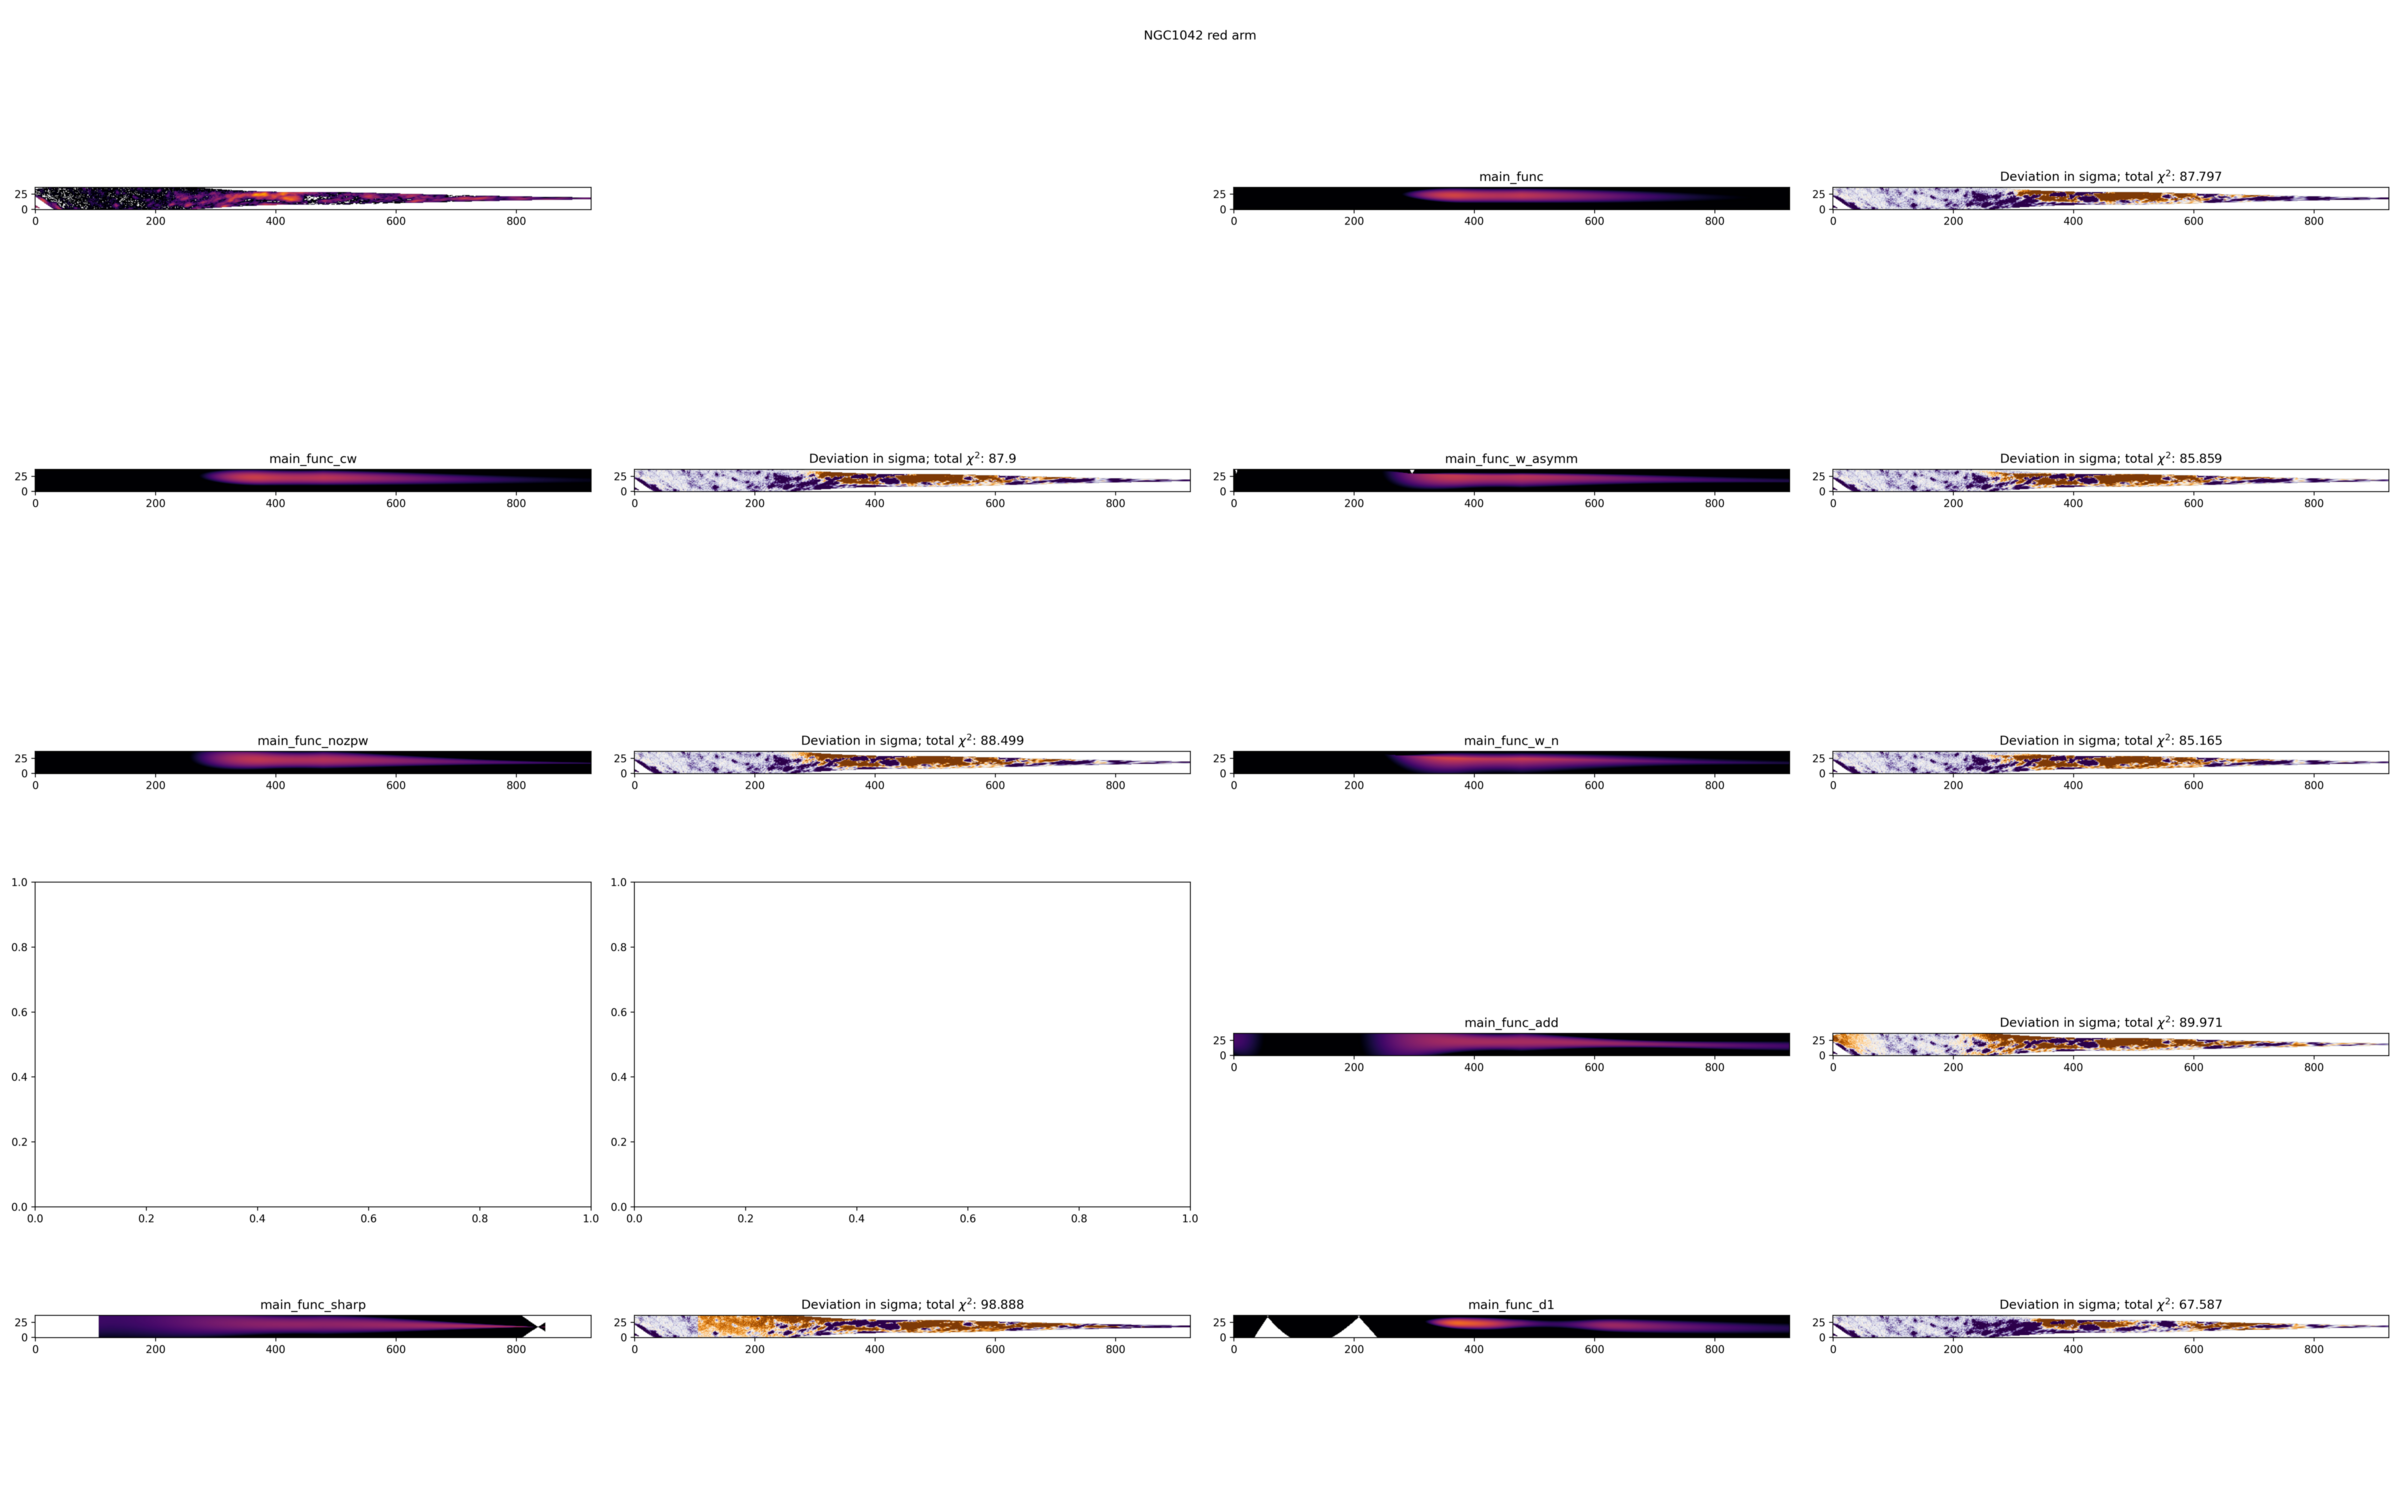 NGC1042 red arm
25
0
0 200 400 600 800
main_func
25
0
0 200 400 600 800
Deviation in sigma; total χ²: 87.797
25
0
0 200 400 600 800
main_func_cw
25
0
0 200 400 600 800
Deviation in sigma; total χ²: 87.9
25
0
0 200 400 600 800
main_func_w_asymm
25
0
0 200 400 600 800
Deviation in sigma; total χ²: 85.859
25
0
0 200 400 600 800
main_func_nozpw
25
0
0 200 400 600 800
Deviation in sigma; total χ²: 88.499
25
0
0 200 400 600 800
main_func_w_n
25
0
0 200 400 600 800
Deviation in sigma; total χ²: 85.165
25
0
0 200 400 600 800
1.0
0.8
0.6
0.4
0.2
0.0
0.0 0.2 0.4 0.6 0.8 1.0
1.0
0.8
0.6
0.4
0.2
0.0
0.0 0.2 0.4 0.6 0.8 1.0
main_func_add
25
0
0 200 400 600 800
Deviation in sigma; total χ²: 89.971
25
0
0 200 400 600 800
main_func_sharp
25
0
0 200 400 600 800
Deviation in sigma; total χ²: 98.888
25
0
0 200 400 600 800
main_func_d1
25
0
0 200 400 600 800
Deviation in sigma; total χ²: 67.587
25
0
0 200 400 600 800